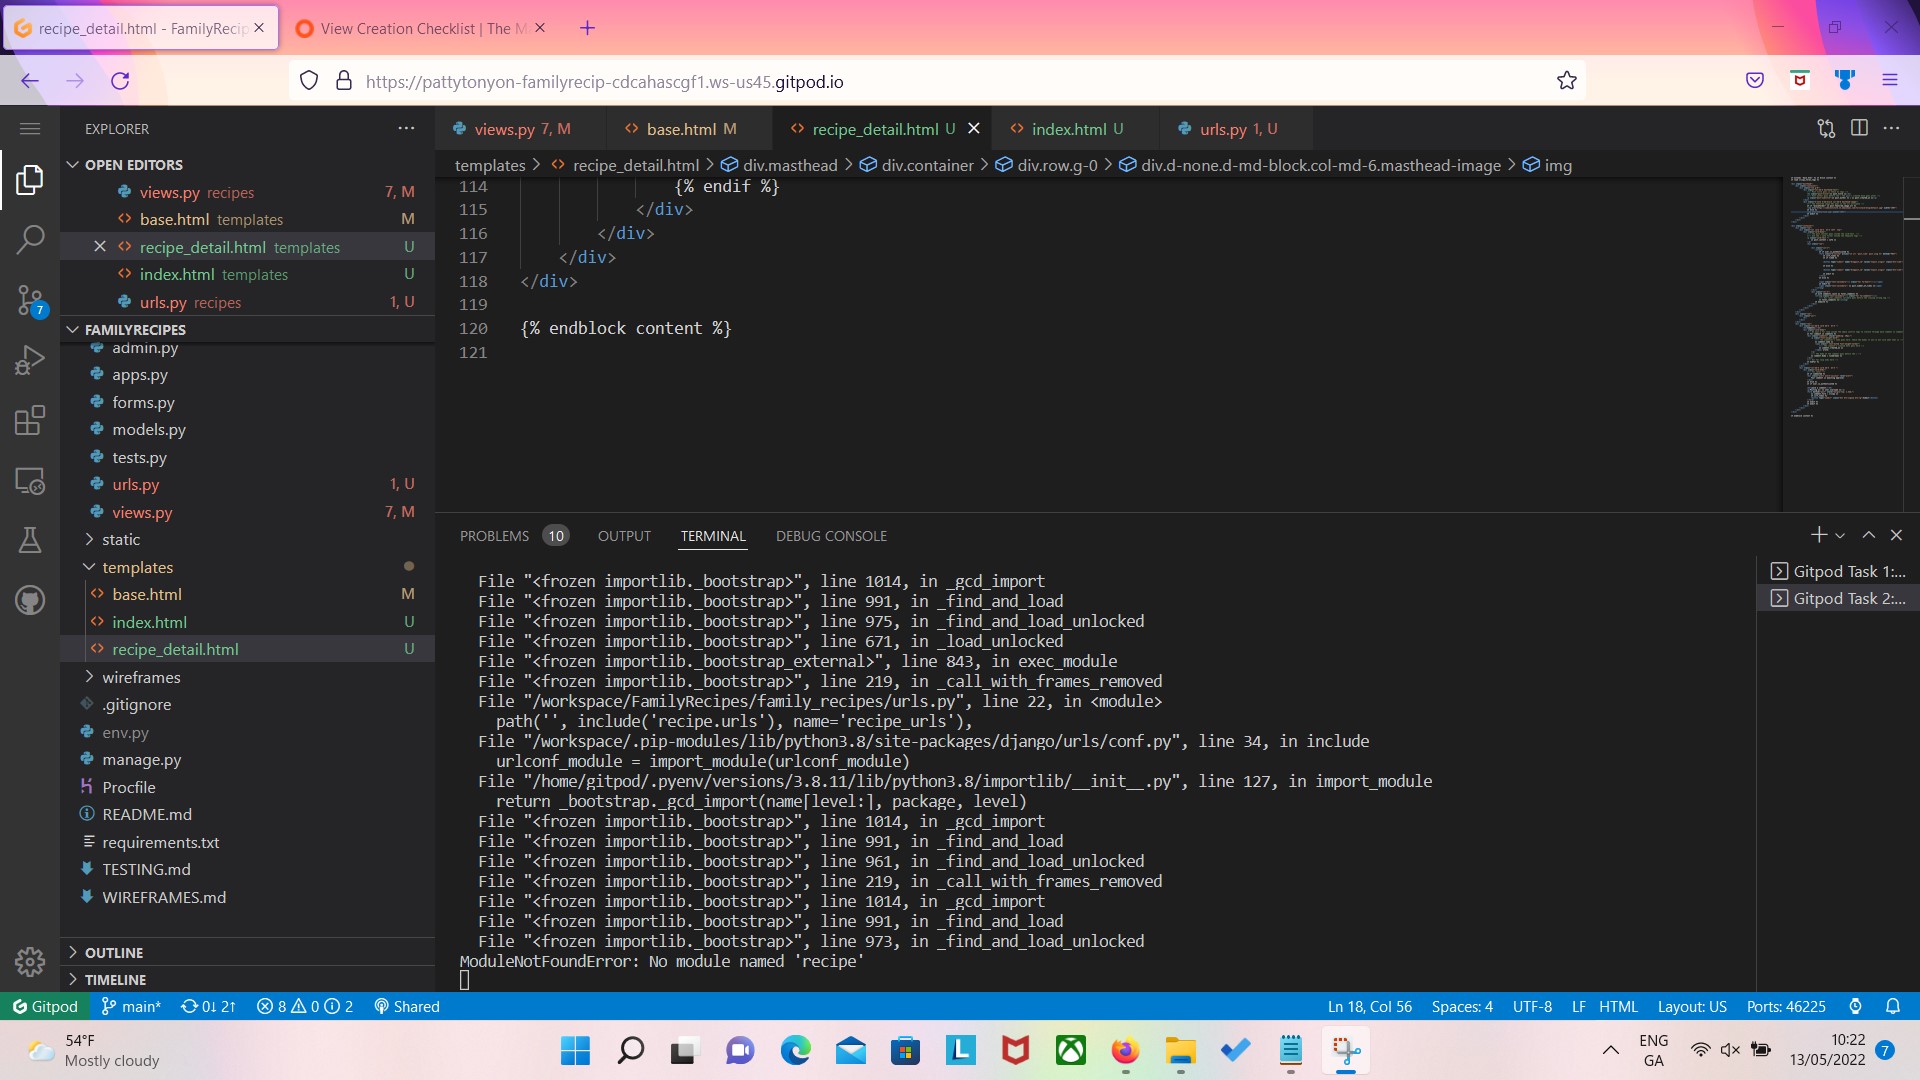 recipe_detail.html - FamilyRecip
View Creation Checklist | The M
https://pattytonyon-familyrecip-cdcahascgf1.ws-us45.gitpod.io
EXPLORER
OPEN EDITORS
views.py recipes 7, M
base.html templates M
recipe_detail.html templates U
index.html templates U
urls.py recipes 1, U
FAMILYRECIPES
admin.py
apps.py
forms.py
models.py
tests.py
urls.py 1, U
views.py 7, M
static
templates
base.html M
index.html U
recipe_detail.html U
wireframes
.gitignore
env.py
manage.py
Procfile
README.md
requirements.txt
TESTING.md
WIREFRAMES.md
OUTLINE
TIMELINE
7
views.py 7, M
base.html M
recipe_detail.html U
index.html U
urls.py 1, U
templates > recipe_detail.html > div.masthead > div.container > div.row.g-0 > div.d-none.d-md-block.col-md-6.masthead-image > img
114 {% endif %}
115 </div>
116 </div>
117 </div>
118 </div>
119
120 {% endblock content %}
121
PROBLEMS 10 OUTPUT TERMINAL DEBUG CONSOLE
File "<frozen importlib._bootstrap>", line 1014, in _gcd_import
File "<frozen importlib._bootstrap>", line 991, in _find_and_load
File "<frozen importlib._bootstrap>", line 975, in _find_and_load_unlocked
File "<frozen importlib._bootstrap>", line 671, in _load_unlocked
File "<frozen importlib._bootstrap_external>", line 843, in exec_module
File "<frozen importlib._bootstrap>", line 219, in _call_with_frames_removed
File "/workspace/FamilyRecipes/family_recipes/urls.py", line 22, in <module>
path('', include('recipe.urls'), name='recipe_urls'),
File "/workspace/.pip-modules/lib/python3.8/site-packages/django/urls/conf.py", line 34, in include
urlconf_module = import_module(urlconf_module)
File "/home/gitpod/.pyenv/versions/3.8.11/lib/python3.8/importlib/__init__.py", line 127, in import_module
return _bootstrap._gcd_import(name[level:], package, level)
File "<frozen importlib._bootstrap>", line 1014, in _gcd_import
File "<frozen importlib._bootstrap>", line 991, in _find_and_load
File "<frozen importlib._bootstrap>", line 961, in _find_and_load_unlocked
File "<frozen importlib._bootstrap>", line 219, in _call_with_frames_removed
File "<frozen importlib._bootstrap>", line 1014, in _gcd_import
File "<frozen importlib._bootstrap>", line 991, in _find_and_load
File "<frozen importlib._bootstrap>", line 973, in _find_and_load_unlocked
ModuleNotFoundError: No module named 'recipe'
Gitpod Task 1:...
Gitpod Task 2:...
Gitpod main* 0↓ 2↑ 8 0 2 Shared
Ln 18, Col 56 Spaces: 4 UTF-8 LF HTML Layout: US Ports: 46225
54°F
Mostly cloudy
ENG
GA
10:22
13/05/2022
7